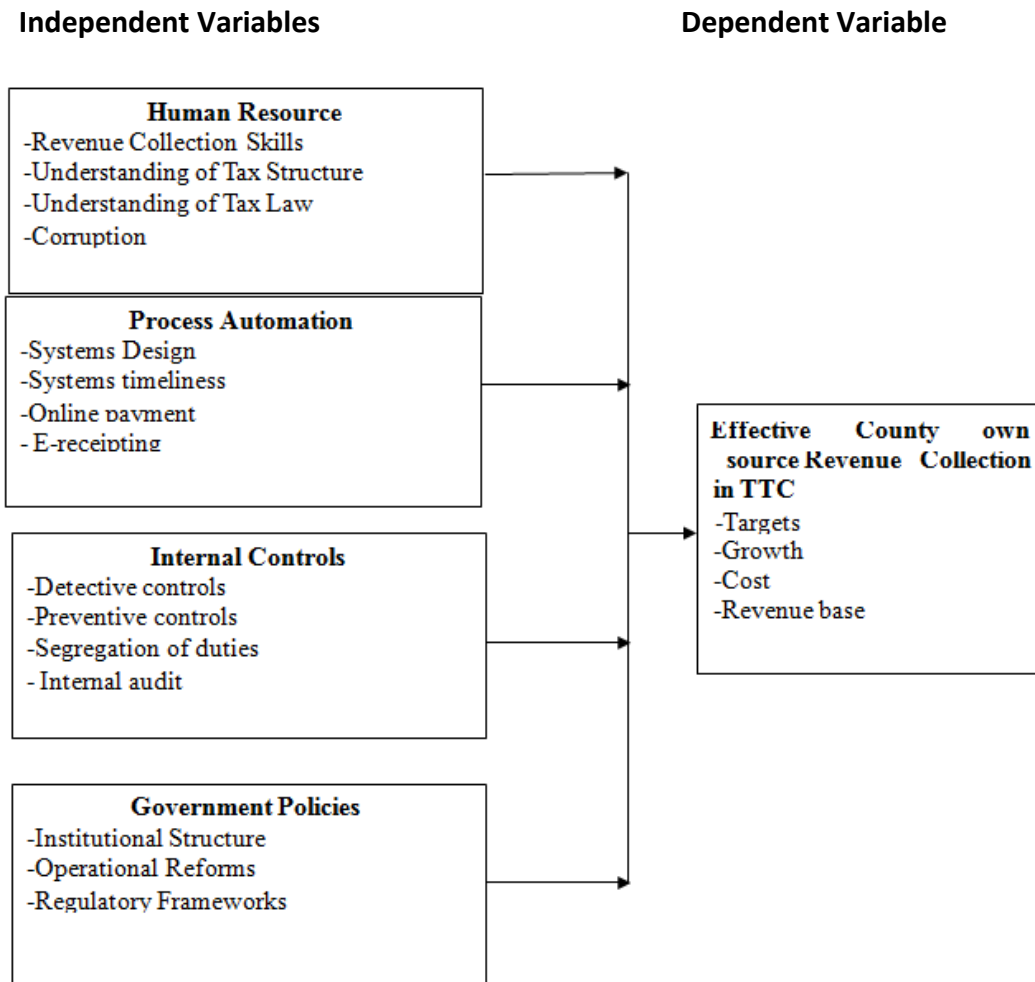 Independent Variables
Dependent Variable
Human Resource
-Revenue Collection Skills
-Understanding of Tax Structure
-Understanding of Tax Law
-Corruption
Process Automation
-Systems Design
-Systems timeliness
-Online payment
- E-receipting
Internal Controls
-Detective controls
-Preventive controls
-Segregation of duties
- Internal audit
Government Policies
-Institutional Structure
-Operational Reforms
-Regulatory Frameworks
Effective County own
source Revenue Collection
in TTC
-Targets
-Growth
-Cost
-Revenue base